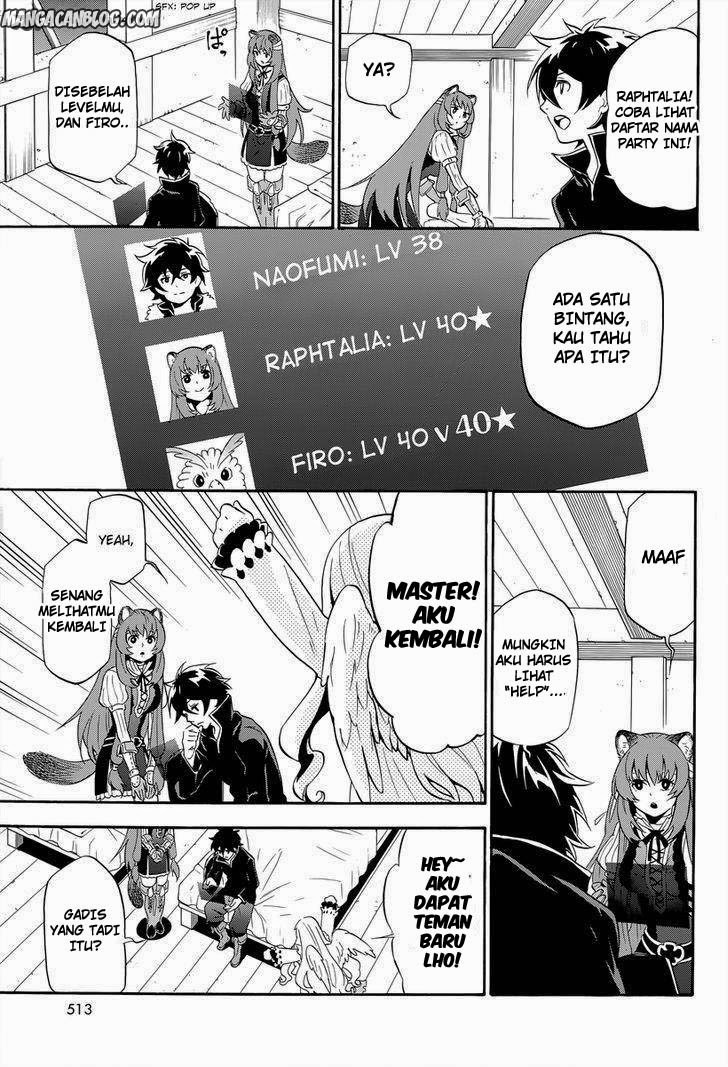 MANGACANBLOG.COM
SFX: POP UP
ぱっ
RAPHTALIA!
COBA LIHAT
DAFTAR NAMA
PARTY INI!
YA?
DISEBELAH
LEVELMU,
DAN FIRO..
NAOFUMI: LV 38
RAPHTALIA: LV 40★
FIRO: LV 40 V 40★
ADA SATU
BINTANG,
KAU TAHU
APA ITU?
MAAF
MUNGKIN
AKU HARUS
LIHAT
"HELP"....
MASTER!
AKU
KEMBALI!
YEAH,
SENANG
MELIHATMU
KEMBALI
HEY~
AKU
DAPAT
TEMAN
BARU
LHO!
GADIS
YANG TADI
ITU?
513